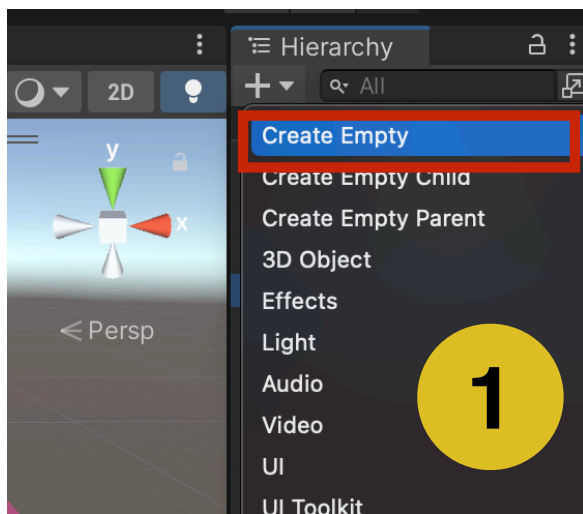 Hierarchy
2D
All
Create Empty
Create Empty Child
Create Empty Parent
y
x
3D Object
Effects
Persp
Light
Audio
Video
UI
UI Toolkit
1